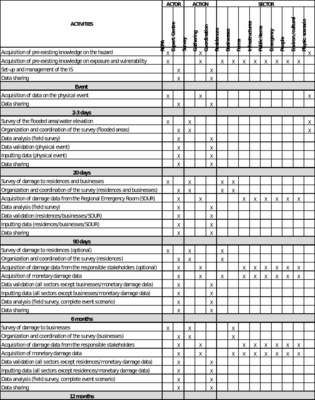 ACTOR ACTION SECTOR
ACTIVITIES
Expert Centre
Survey
Gathering
Coordination
Residences
Businesses
Farms
Infrastructures
Public items
Emergency
People
Environ./cultural
Physic. scenario
Acquisition of pre-existing knowledge on the hazard x x
Acquisition of pre-existing knowledge on exposure and vulnerability x x x x x x x x x x
Set-up and management of the IS x x
Data sharing x x
Event
Acquisition of data on the physical event x x x
Data sharing x x
2-3 days
Survey of the flooded area/water elevation x x x
Organization and coordination of the survey (flooded areas) x x x
Data analysis (field survey) x x
Data validation (physical event) x x
Inputting data (physical event) x x
Data sharing x x
20 days
Survey of damage to residences and businesses x x x x
Organization and coordination of the survey (residences and businesses) x x x x
Acquisition of damage data from the Regional Emergency Room (SOUR) x x x x x x x x
Data analysis (field survey) x x
Data validation (residences/businesses/SOUR) x x
Inputting data (residences/businesses/SOUR) x x
Data sharing x x
90 days
Survey of damage to residences (optional) x x x
Organization and coordination of the survey (residences) x x x
Acquisition of damage data from the responsible stakeholders (optional) x x x x x x x x
Acquisition of monetary damage data x x x x x x x x x
Data validation (all sectors except businesses/monetary damage data) x x
Inputting data (all sectors except businesses/monetary damage data) x x
Data analysis (field survey, complete event scenario) x x
Data sharing x x
6 months
Survey of damage to businesses x x x
Organization and coordination of the survey (businesses) x x x
Acquisition of damage data from the responsible stakeholders x x x x x x x x
Acquisition of monetary damage data x x x x x x x x x
Data validation (all sectors except residences/monetary damage data) x x
Inputting data (all sectors except residences/monetary damage data) x x
Data analysis (field survey, complete event scenario) x x
Data sharing x x
12 months